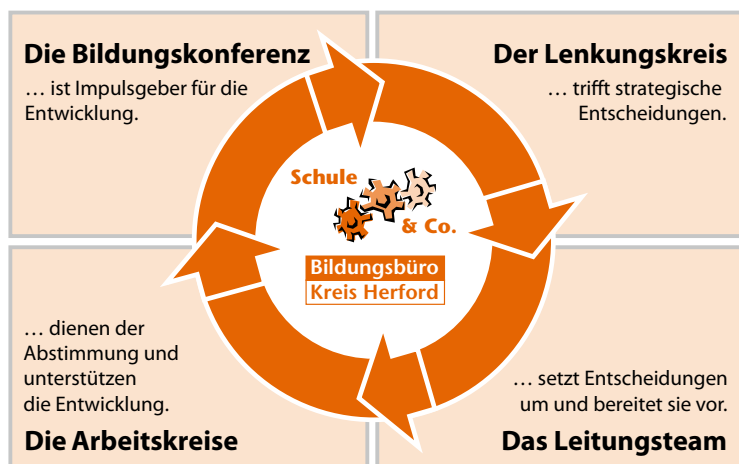 Die Bildungskonferenz
… ist Impulsgeber für die
Entwicklung.
Der Lenkungskreis
… trifft strategische
Entscheidungen.
Schule
& Co.
Bildungsbüro
Kreis Herford
… dienen der
Abstimmung und
unterstützen
die Entwicklung.
Die Arbeitskreise
… setzt Entscheidungen
um und bereitet sie vor.
Das Leitungsteam